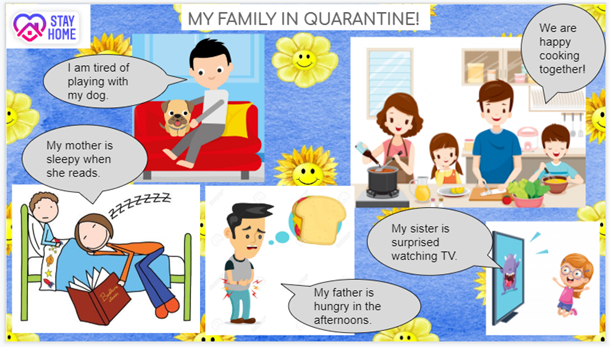 STAY
HOME
MY FAMILY IN QUARANTINE!
I am tired of
playing with
my dog.
We are
happy
cooking
together!
My mother is
sleepy when
she reads.
ZZZZZZZZ
My father is
hungry in the
afternoons.
My sister is
surprised
watching TV.